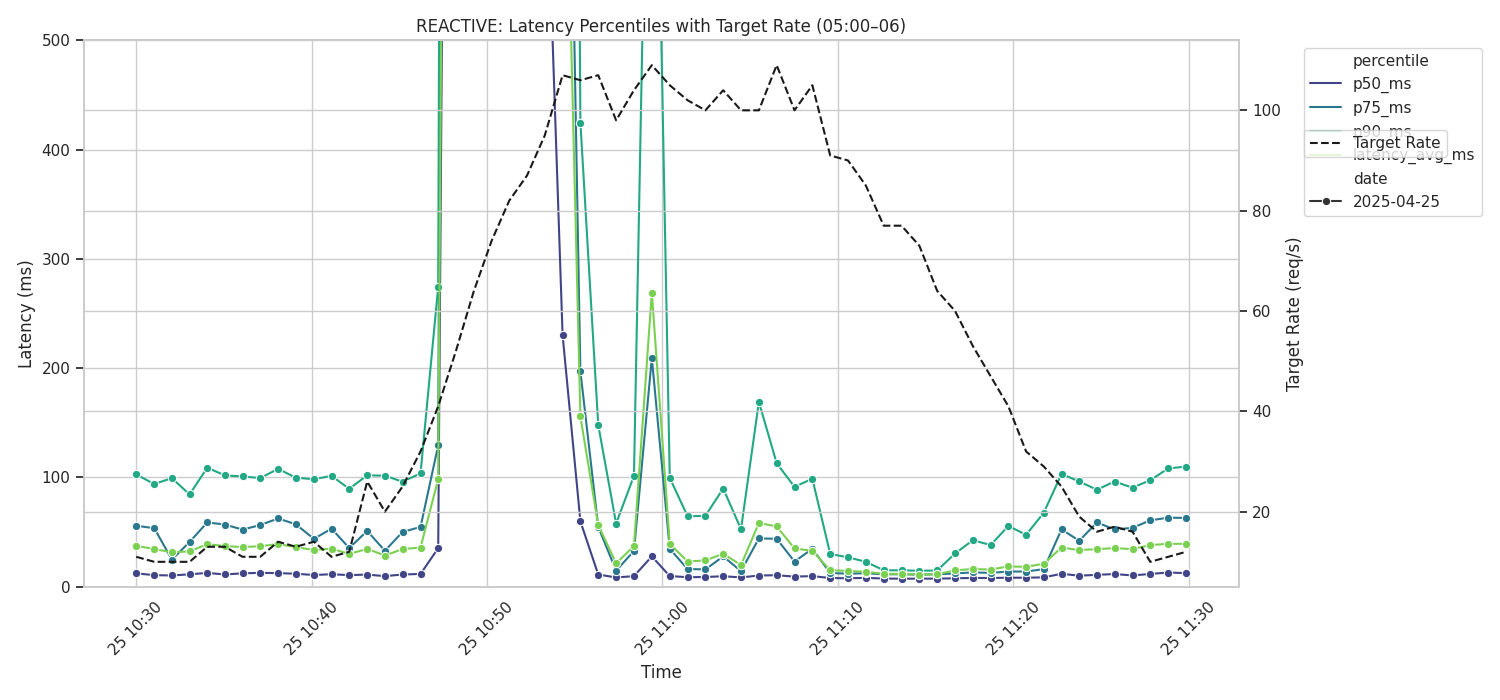 REACTIVE: Latency Percentiles with Target Rate (05:00–06)
500
400
300
200
100
0
Latency (ms)
100
80
60
40
20
Target Rate (req/s)
25 10:30
25 10:40
25 10:50
25 11:00
25 11:10
25 11:20
25 11:30
Time
percentile
p50_ms
p75_ms
p90_ms
Target Rate
latency_avg_ms
date
2025-04-25